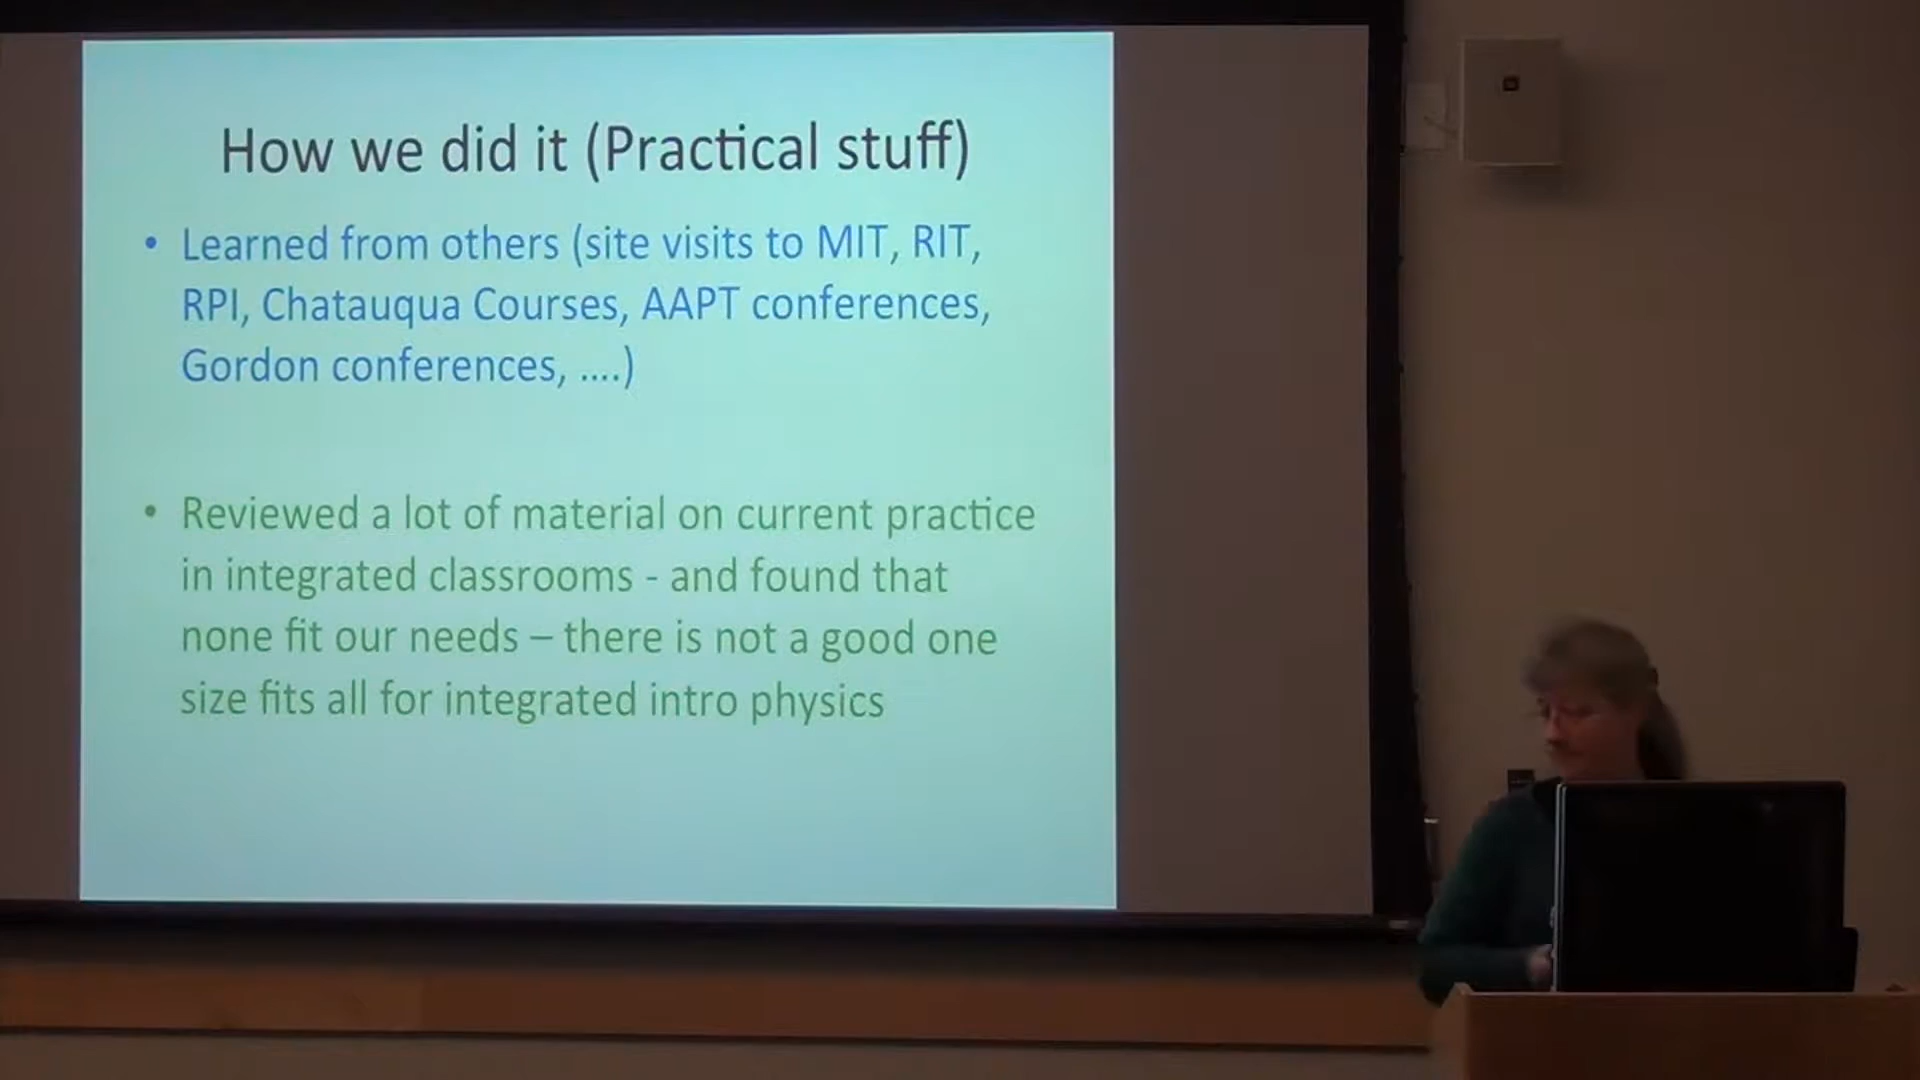 How we did it (Practical stuff)
• Learned from others (site visits to MIT, RIT,
RPI, Chatauqua Courses, AAPT conferences,
Gordon conferences, ....)
• Reviewed a lot of material on current practice
in integrated classrooms - and found that
none fit our needs – there is not a good one
size fits all for integrated intro physics